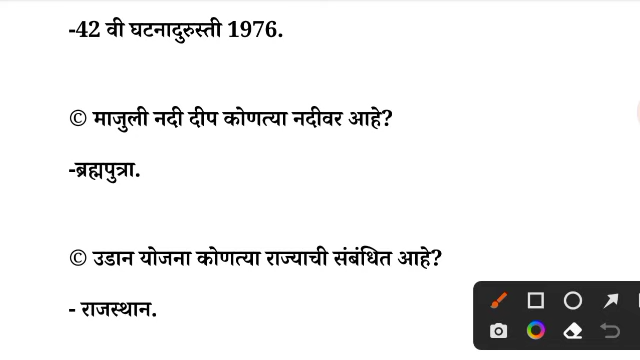 -42 वी घटनादुरुस्ती 1976.
© माजुली नदी दीप कोणत्या नदीवर आहे?
-ब्रह्मपुत्रा.
© उडान योजना कोणत्या राज्याची संबंधित आहे?
- राजस्थान.